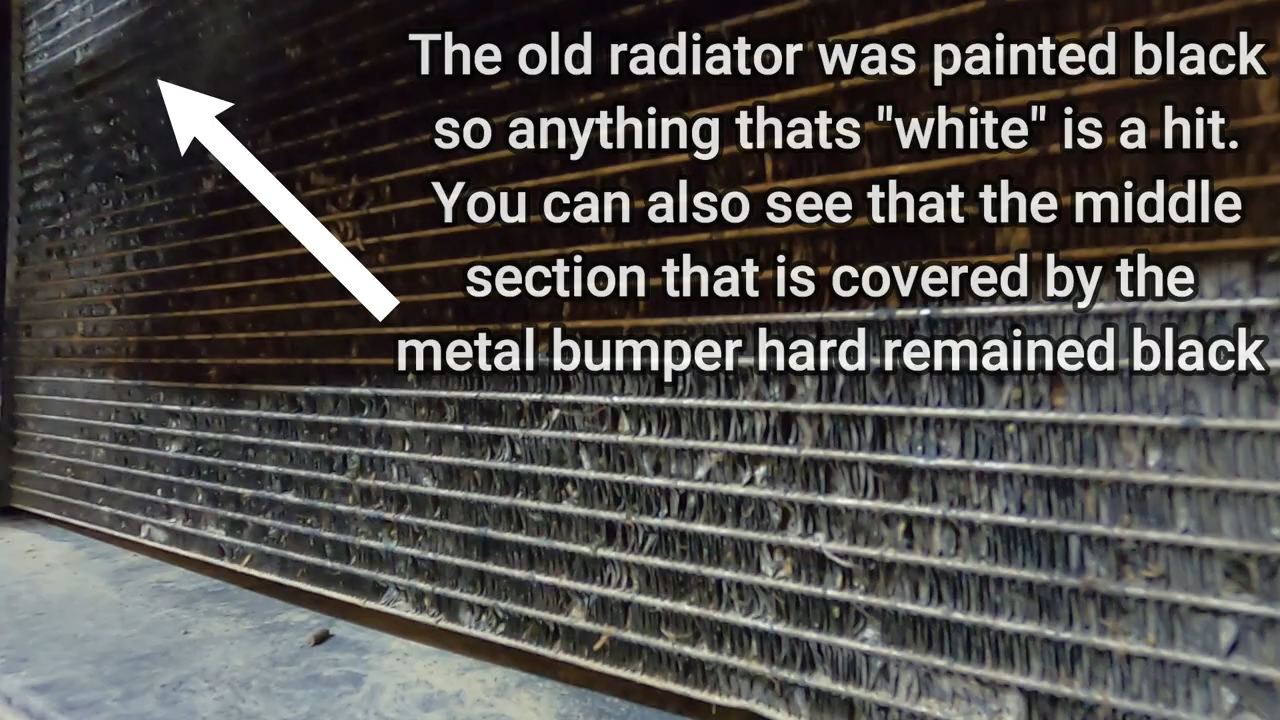 The old radiator was painted black
so anything thats "white" is a hit.
You can also see that the middle
section that is covered by the
metal bumper hard remained black